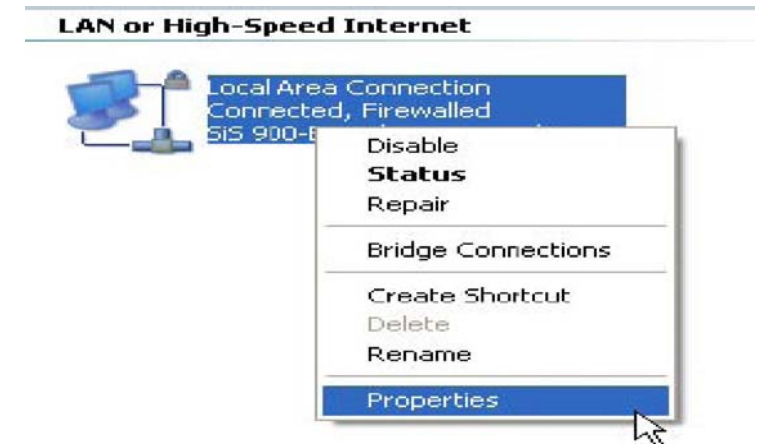 LAN or High-Speed Internet
Local Area Connection
Connected, Firewalled
SiS 900-
Disable
Status
Repair
Bridge Connections
Create Shortcut
Delete
Rename
Properties